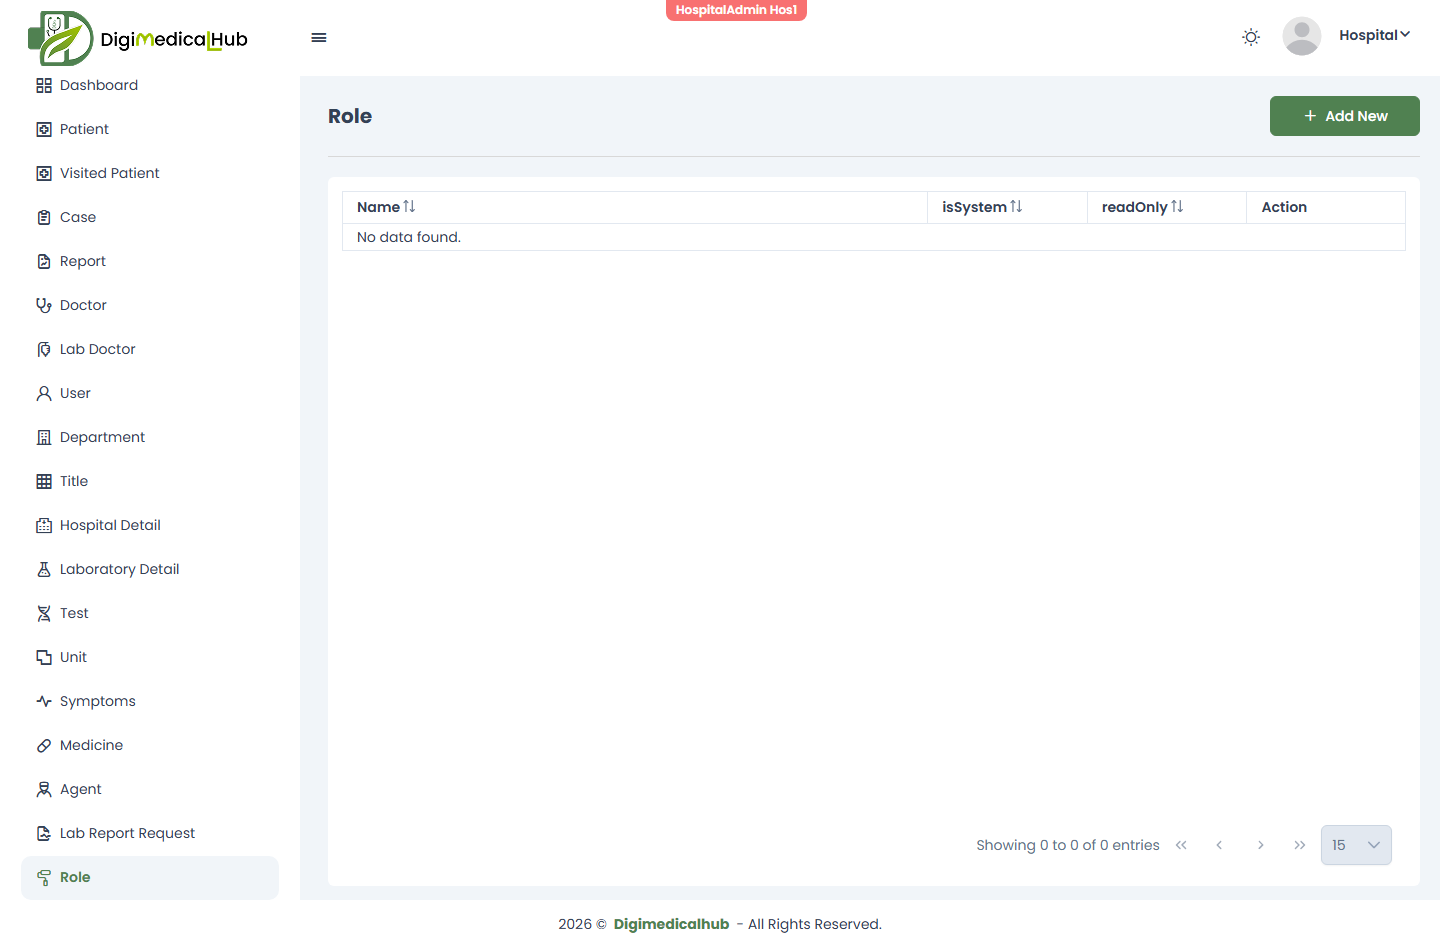 HospitalAdmin Hos1
DigiMedicalHub
Hospital
Dashboard
Patient
Visited Patient
Case
Report
Doctor
Lab Doctor
User
Department
Title
Hospital Detail
Laboratory Detail
Test
Unit
Symptoms
Medicine
Agent
Lab Report Request
Role
Role
+ Add New
Name isSystem readOnly Action
No data found.
Showing 0 to 0 of 0 entries « ‹ › » 15
2026 © Digimedicalhub - All Rights Reserved.